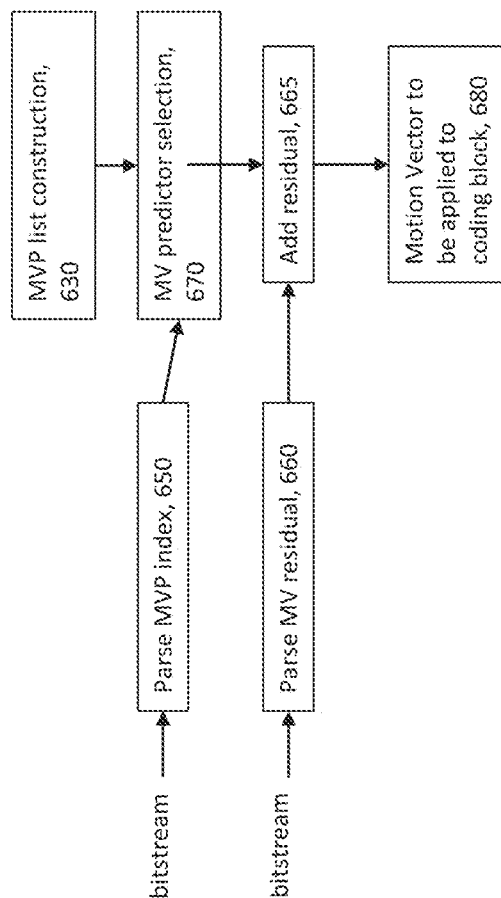 MVP list construction,
630
bitstream
Parse MVP index, 650
MV predictor selection,
670
bitstream
Parse MV residual, 660
Add residual, 665
Motion Vector to
be applied to
coding block, 680